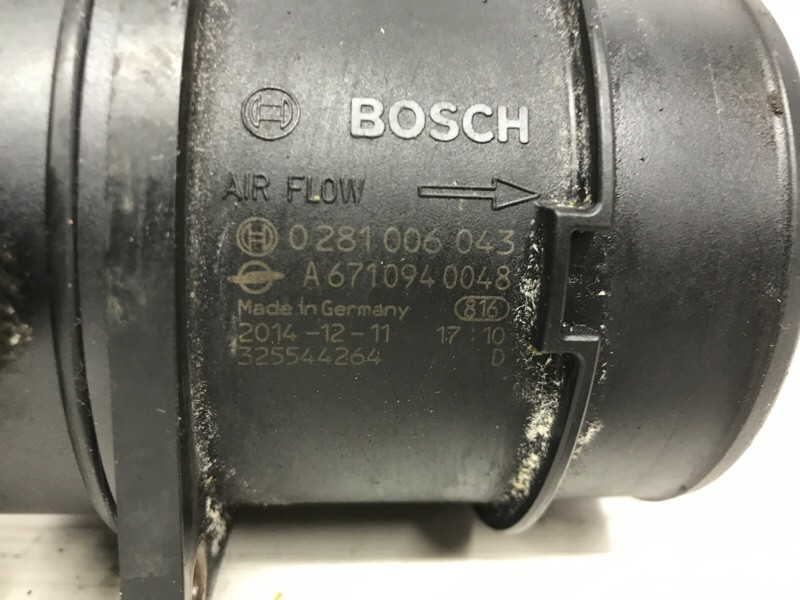 BOSCH
AIR FLOW
0 281 006 043
A 671 094 0048
Made in Germany 816
2014-12-11 17:10
325544264 D